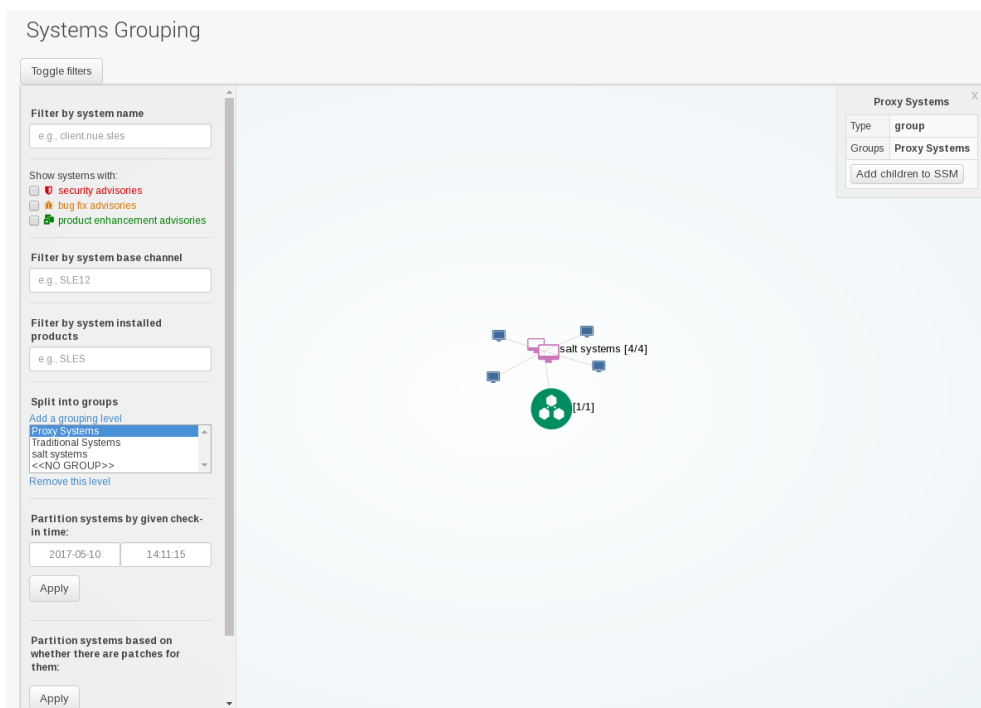 Systems Grouping
Toggle filters
Filter by system name
e.g., client.nue.sles
Show systems with:
security advisories
bug fix advisories
product enhancement advisories
Filter by system base channel
e.g., SLE12
Filter by system installed
products
e.g., SLES
Split into groups
Add a grouping level
Proxy Systems
Traditional Systems
salt systems
<<NO GROUP>>
Remove this level
Partition systems by given check-
in time:
2017-05-10 14:11:15
Apply
Partition systems based on
whether there are patches for
them:
Apply
salt systems [4/4]
[1/1]
Proxy Systems X
Type group
Groups Proxy Systems
Add children to SSM